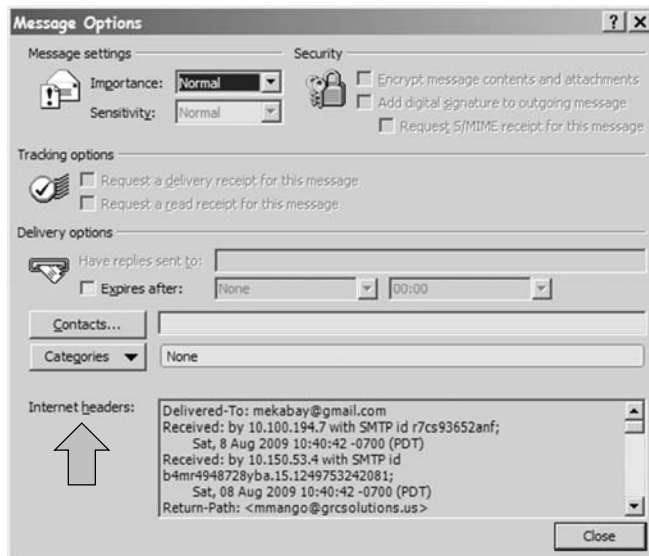 Message Options
Message settings
Importance: Normal
Sensitivity: Normal
Security
Encrypt message contents and attachments
Add digital signature to outgoing message
Request S/MIME receipt for this message
Tracking options
Request a delivery receipt for this message
Request a read receipt for this message
Delivery options
Have replies sent to:
Expires after: None 00:00
Contacts...
Categories None
Internet headers:
Delivered-To: mekabay@gmail.com
Received: by 10.100.194.7 with SMTP id r7cs93652anf;
Sat, 8 Aug 2009 10:40:42 -0700 (PDT)
Received: by 10.150.53.4 with SMTP id
b4mr4948728yba.15.1249753242081;
Sat, 08 Aug 2009 10:40:42 -0700 (PDT)
Return-Path: <mmango@grcsolutions.us>
Close